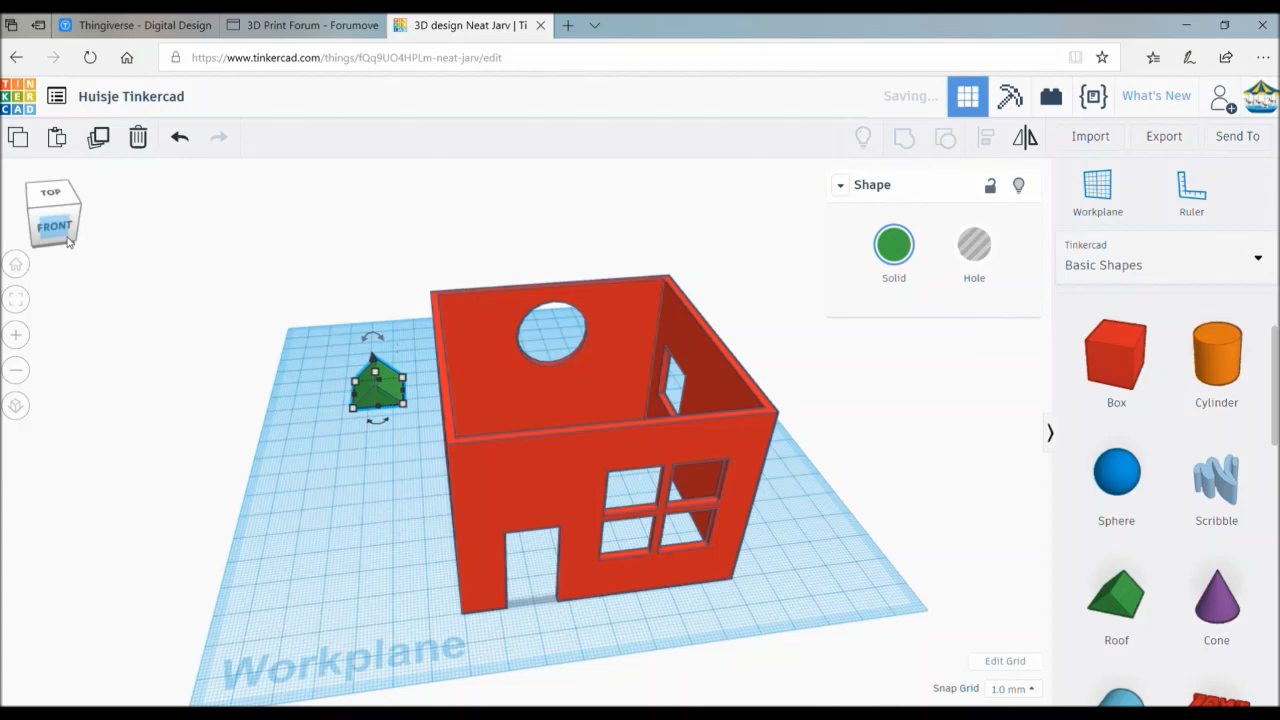 Thingiverse - Digital Design
3D Print Forum - Forumove
3D design Neat Jarv | Ti
https://www.tinkercad.com/things/fQq9UO4HPLm-neat-jarv/edit
TIN
KER
CAD
Huisje Tinkercad
Saving...
What's New
Import
Export
Send To
TOP
FRONT
Shape
Solid
Hole
Workplane
Ruler
Tinkercad
Basic Shapes
Box
Cylinder
Sphere
Scribble
Roof
Cone
Workplane
Edit Grid
Snap Grid
1.0 mm